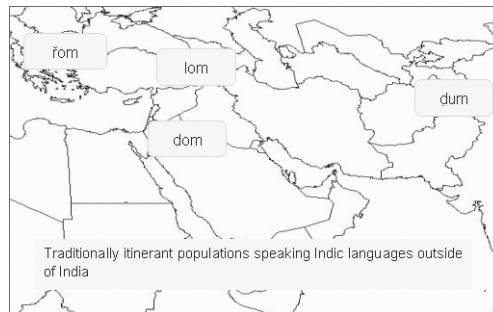 řom
lom
ḍum
dom
Traditionally itinerant populations speaking Indic languages outside
of India